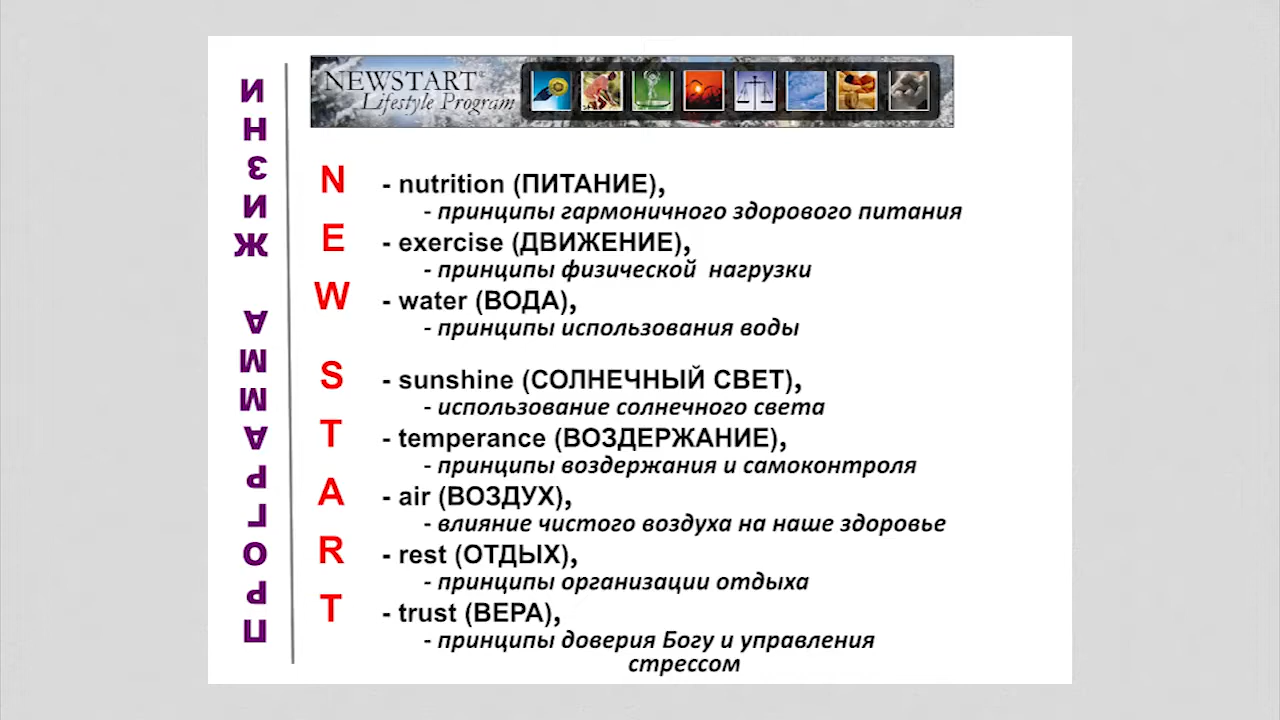 ПРОГРАММА ЖИЗНИ
NEWSTART®
Lifestyle Program
N - nutrition (ПИТАНИЕ),
- принципы гармоничного здорового питания
E - exercise (ДВИЖЕНИЕ),
- принципы физической нагрузки
W - water (ВОДА),
- принципы использования воды
S - sunshine (СОЛНЕЧНЫЙ СВЕТ),
- использование солнечного света
T - temperance (ВОЗДЕРЖАНИЕ),
- принципы воздержания и самоконтроля
A - air (ВОЗДУХ),
- влияние чистого воздуха на наше здоровье
R - rest (ОТДЫХ),
- принципы организации отдыха
T - trust (ВЕРА),
- принципы доверия Богу и управления
стрессом